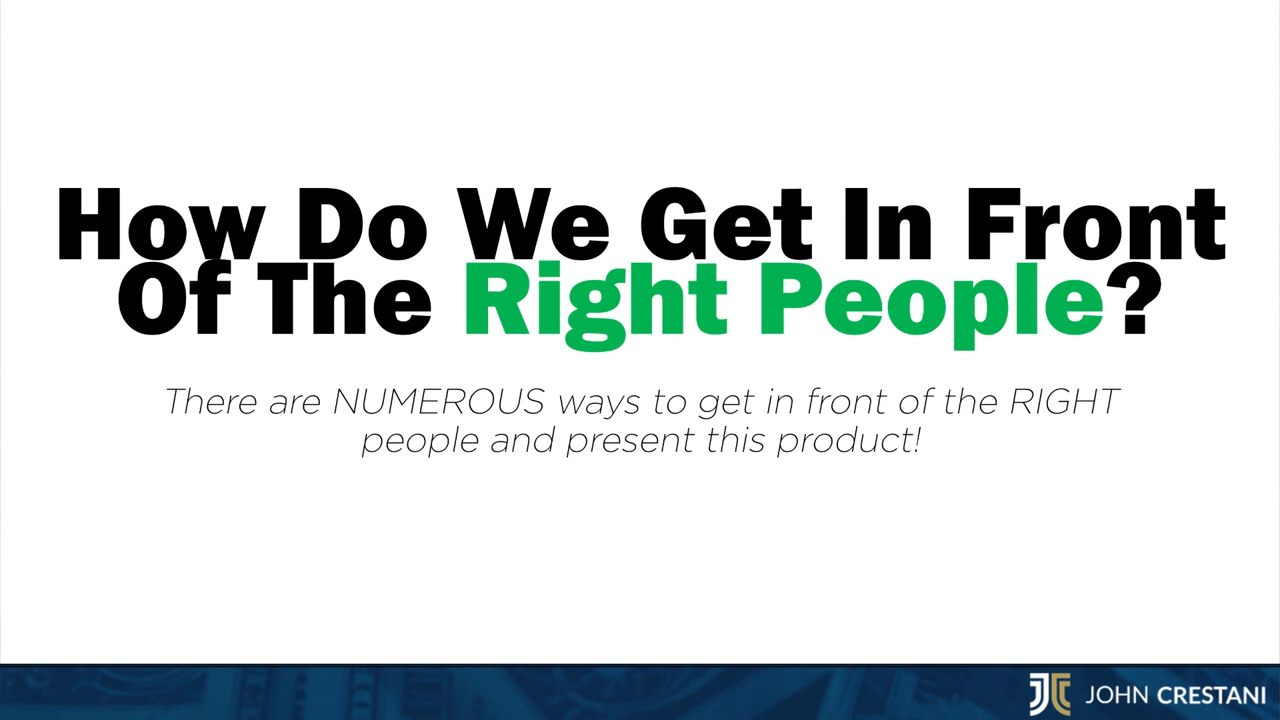 How Do We Get In Front
Of The Right People?
There are NUMEROUS ways to get in front of the RIGHT
people and present this product!
JOHN CRESTANI